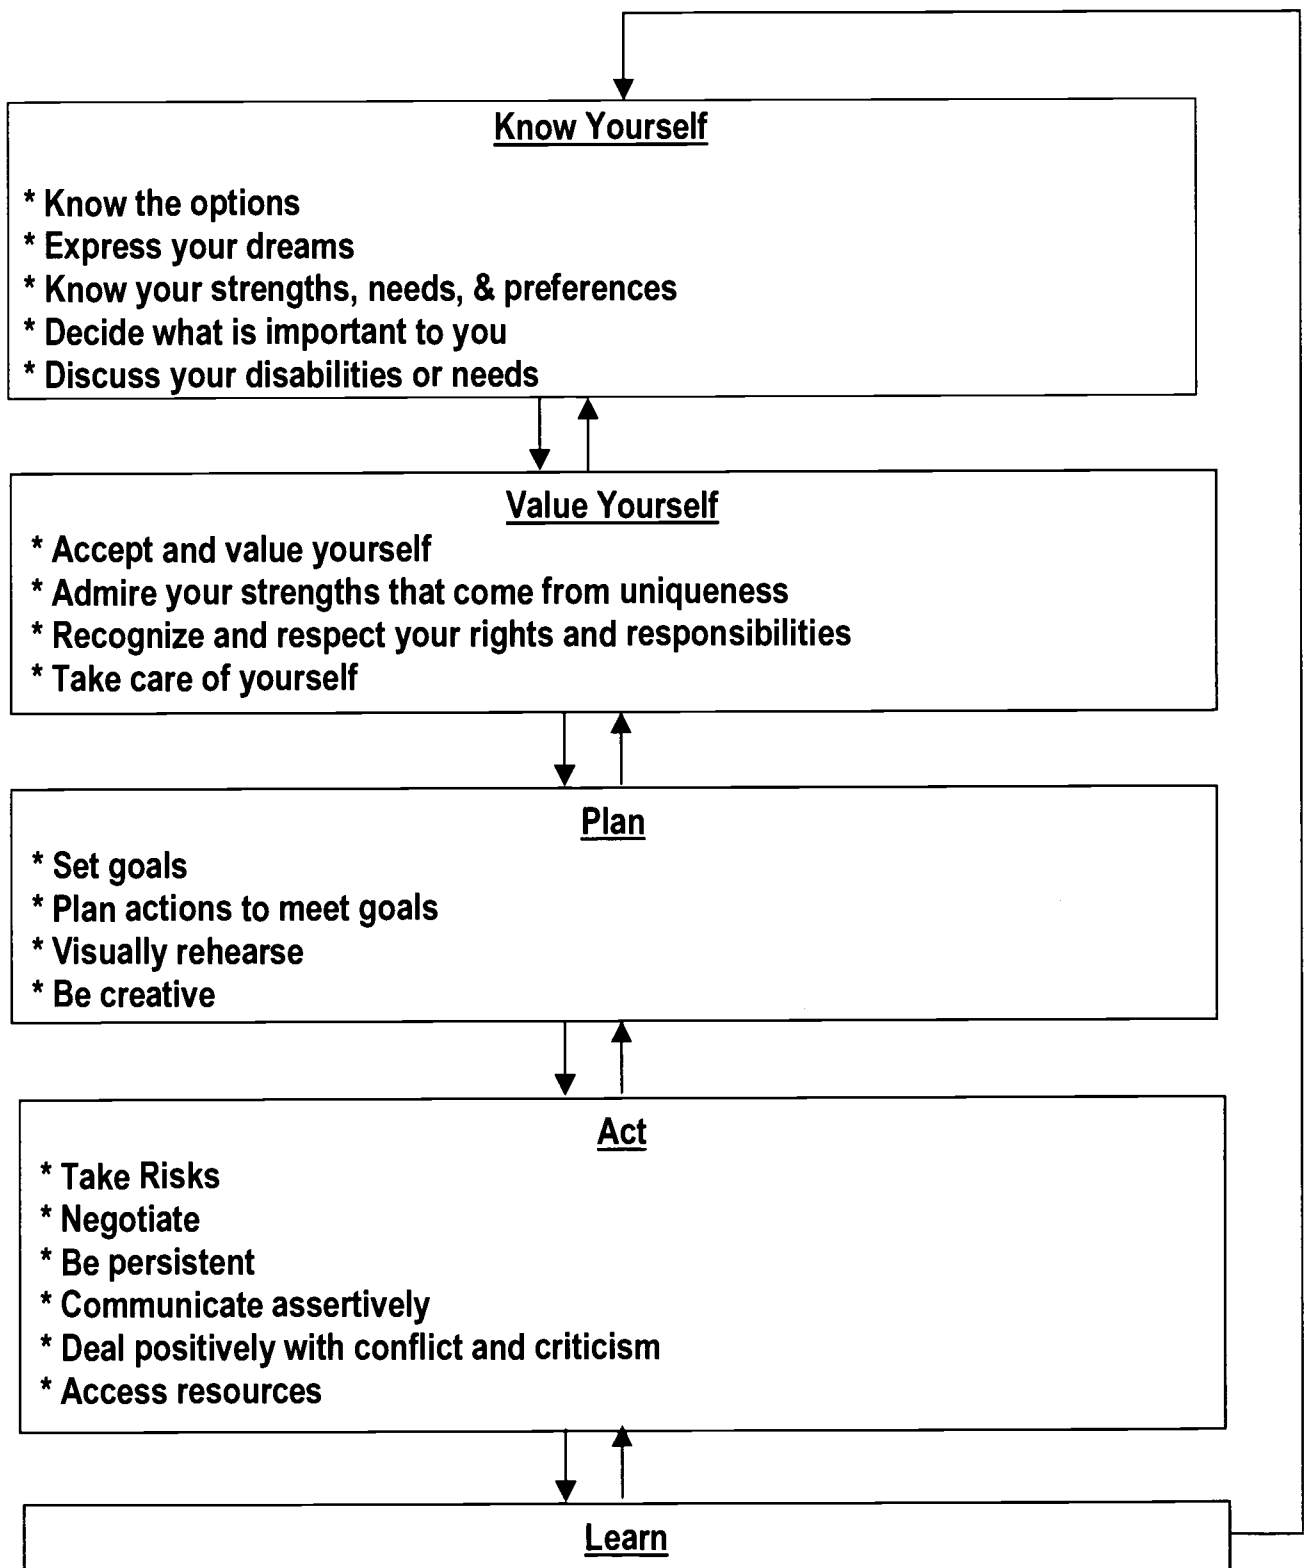 Know Yourself
* Know the options
* Express your dreams
* Know your strengths, needs, & preferences
* Decide what is important to you
* Discuss your disabilities or needs
Value Yourself
* Accept and value yourself
* Admire your strengths that come from uniqueness
* Recognize and respect your rights and responsibilities
* Take care of yourself
Plan
* Set goals
* Plan actions to meet goals
* Visually rehearse
* Be creative
Act
* Take Risks
* Negotiate
* Be persistent
* Communicate assertively
* Deal positively with conflict and criticism
* Access resources
Learn